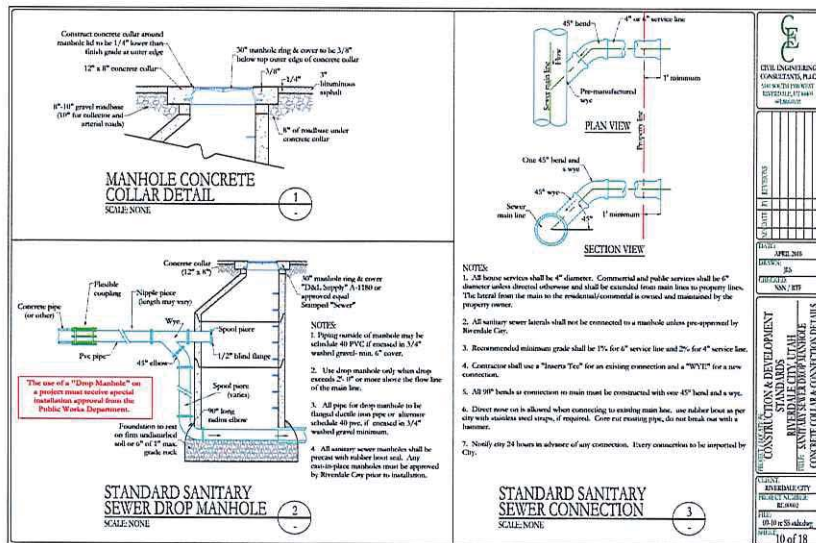 Construct concrete collar around
manhole lid to be 1/4" lower than
finish grade at outer edge
12" x 8" concrete collar
30" manhole ring & cover to be 3/8"
below top outer edge of concrete collar
3/8"
1/4"
3"
bituminous
asphalt
8"-10" gravel roadbase
(10" for collector and
arterial roads)
8" of roadbase under
concrete collar
MANHOLE CONCRETE
COLLAR DETAIL
SCALE: NONE
1
-
Concrete collar
(12" x 8")
30" manhole ring & cover
"D&L Supply" A-1180 or
approved equal
Stamped "Sewer"
Concrete pipe
(or other)
Flexible
coupling
Nipple piece
(length may vary)
Wye
Spool piece
Pvc pipe
45° elbow
1/2" blind flange
Spool piece
(varies)
90° long
radius elbow
The use of a "Drop Manhole" on
a project must receive special
installation approval from the
Public Works Department.
Foundation to rest
on firm undisturbed
soil or 6" of 1" max.
grade rock
NOTES:
1. Piping outside of manhole may be
schedule 40 PVC if encased in 3/4"
washed gravel- min. 6" cover.
2. Use drop manhole only when drop
exceeds 2'- 0" or more above the flow line
of the main line.
3. All pipe for drop manhole to be
flanged ductile iron pipe or alternator
schedule 40 pvc. if encased in 3/4"
washed gravel minimum.
4. All sanitary sewer manholes shall be
precast with rubber boot seal. Any
cast-in-place manholes must be approved
by Riverdale City prior to installation.
STANDARD SANITARY
SEWER DROP MANHOLE
SCALE: NONE
2
-
45° bend
4" or 6" service line
Sewer main line
Flow
Pre-manufactured
wye
1' minimum
Property line
PLAN VIEW
One 45° bend and
a wye
45° wye
Sewer
main line
45°
1' minimum
SECTION VIEW
NOTES:
1. All house services shall be 4" diameter. Commercial and public services shall be 6"
diameter unless directed otherwise and shall be extended from main lines to property lines.
The lateral from the main to the residential/commercial is owned and maintained by the
property owner.
2. All sanitary sewer laterals shall not be connected to a manhole unless pre-approved by
Riverdale City.
3. Recommended minimum grade shall be 1% for 6" service line and 2% for 4" service line.
4. Contractor shall use a "Inserta Tee" for an existing connection and a "WYE" for a new
connection.
5. All 90° bends at connection to main must be constructed with one 45° bend and a wye.
6. Direct nose on is allowed when connecting to existing main line. use rubber boot as per
city with stainless steel straps, if required. Core cut existing pipe, do not break out with a
hammer.
7. Notify city 24 hours in advance of any connection. Every connection to be inspected by
City.
STANDARD SANITARY
SEWER CONNECTION
SCALE: NONE
3
-
CIVIL ENGINEERING
CONSULTANTS, PLLC.
REVISIONS
BY
DATE
DATE:
APRIL
JLS
CHECKED:
CONSTRUCTION & DEVELOPMENT
STANDARDS
RIVERDALE CITY, UTAH
SANITARY SEWER DROP MANHOLE
CONCRETE COLLAR & CONNECTION DETAILS
CLIENT:
RIVERDALE CITY
PROJECT NUMBER:
FILE:
SHEET:
10 of 18